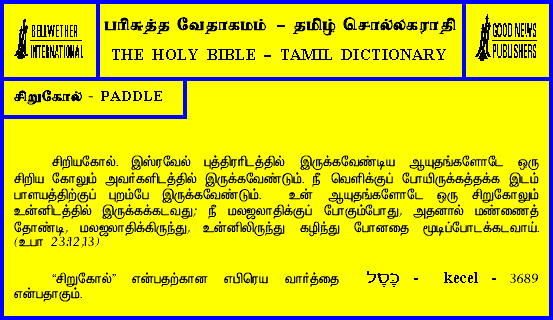 BELLWETHER
INTERNATIONAL
பரிசுத்த வேதாகமம் – தமிழ் சொல்லகராதி
THE HOLY BIBLE – TAMIL DICTIONARY
GOOD NEWS
PUBLISHERS
சிறுகோல் - PADDLE
சிறியகோல். இஸ்ரவேல் புத்திரரிடத்தில் இருக்கவேண்டிய ஆயுதங்களோடே ஒரு
சிறிய கோலும் அவர்களிடத்தில் இருக்கவேண்டும். நீ வெளிக்குப் போயிருக்கத்தக்க இடம்
பாளயத்திற்குப் புறம்பே இருக்கவேண்டும். உன் ஆயுதங்களோடே ஒரு சிறுகோலும்
உன்னிடத்தில் இருக்கக்கடவது; நீ மலஜலாதிக்குப் போகும்போது, அதனால் மண்ணைத்
தோண்டி, மலஜலாதிக்கிருந்து, உன்னிலிருந்து கழிந்து போனதை மூடிப்போடக்கடவாய்.
(உபா 23:12,13)
“சிறுகோல்” என்பதற்கான எபிரெய வார்த்தை כָּסֶל - kecel - 3689
என்பதாகும்.